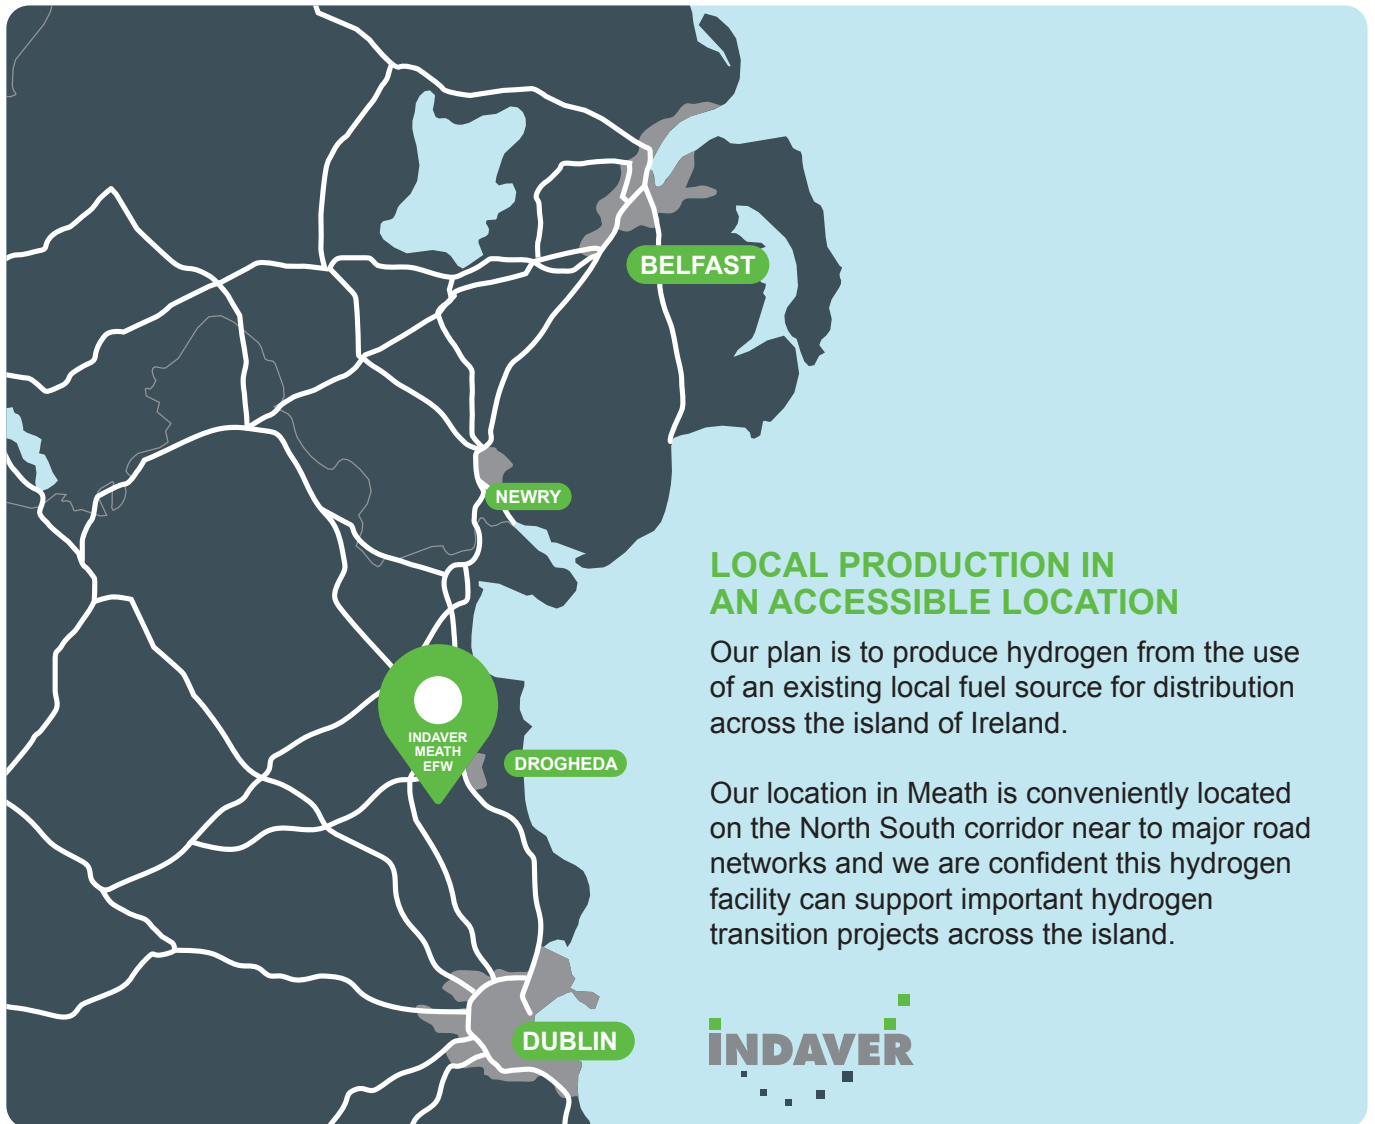 BELFAST
NEWRY
LOCAL PRODUCTION IN
AN ACCESSIBLE LOCATION
Our plan is to produce hydrogen from the use
of an existing local fuel source for distribution
across the island of Ireland.
INDAVER
MEATH
EFW
DROGHEDA
Our location in Meath is conveniently located
on the North South corridor near to major road
networks and we are confident this hydrogen
facility can support important hydrogen
transition projects across the island.
DUBLIN
INDAVER